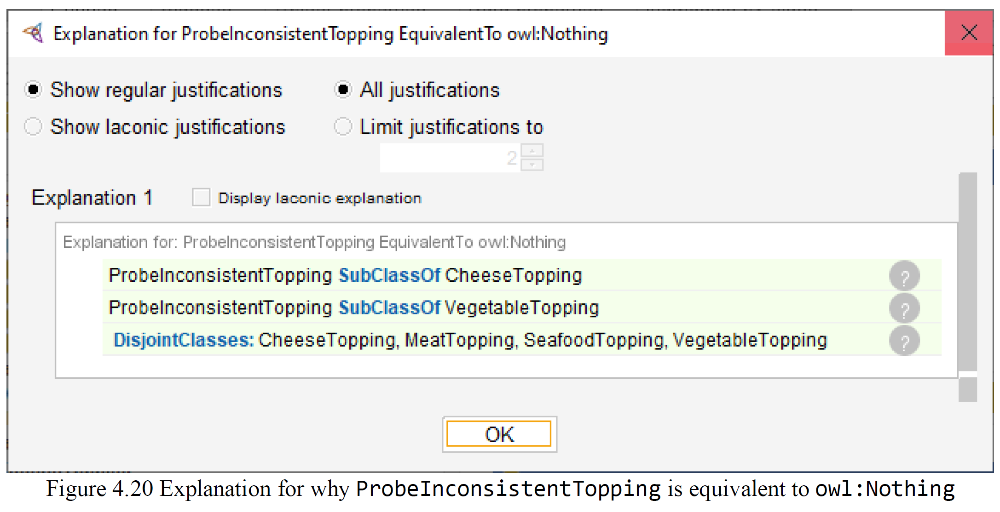 Explanation for ProbeInconsistentTopping EquivalentTo owl:Nothing
Show regular justifications
All justifications
Show laconic justifications
Limit justifications to
2
Explanation 1
Display laconic explanation
Explanation for: ProbeInconsistentTopping EquivalentTo owl:Nothing
ProbeInconsistentTopping SubClassOf CheeseTopping
?
ProbeInconsistentTopping SubClassOf VegetableTopping
?
DisjointClasses: CheeseTopping, MeatTopping, SeafoodTopping, VegetableTopping
?
OK
Figure 4.20 Explanation for why ProbeInconsistentTopping is equivalent to owl:Nothing